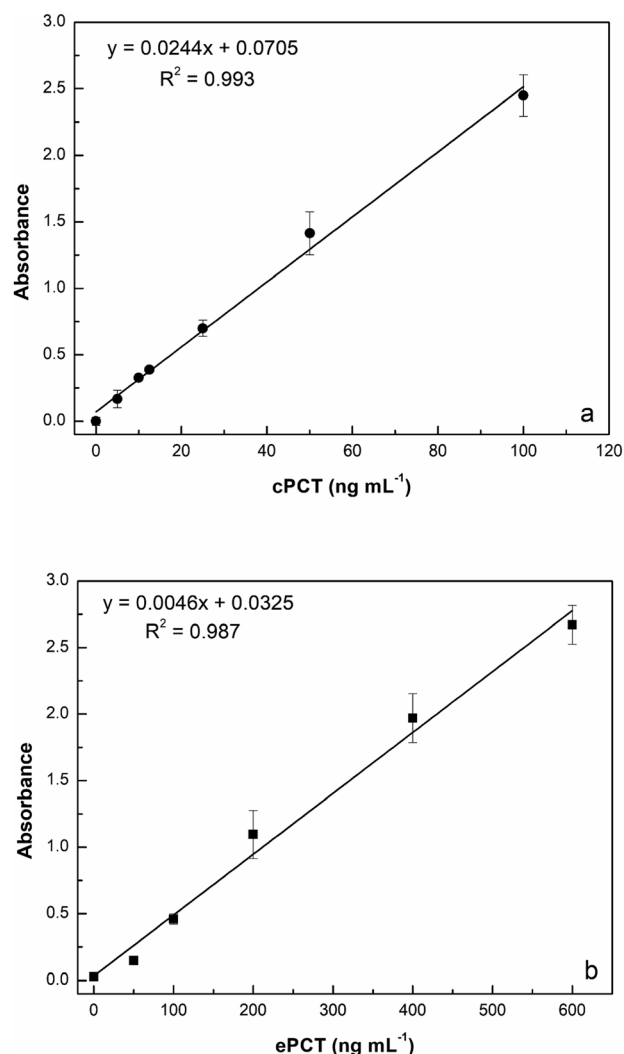 3.0
y = 0.0244x + 0.0705
R² = 0.993
2.5
2.0
1.5
1.0
0.5
0.0
Absorbance
a
0 20 40 60 80 100 120
cPCT (ng mL⁻¹)
3.0
y = 0.0046x + 0.0325
R² = 0.987
2.5
2.0
1.5
1.0
0.5
0.0
Absorbance
b
0 100 200 300 400 500 600
ePCT (ng mL⁻¹)